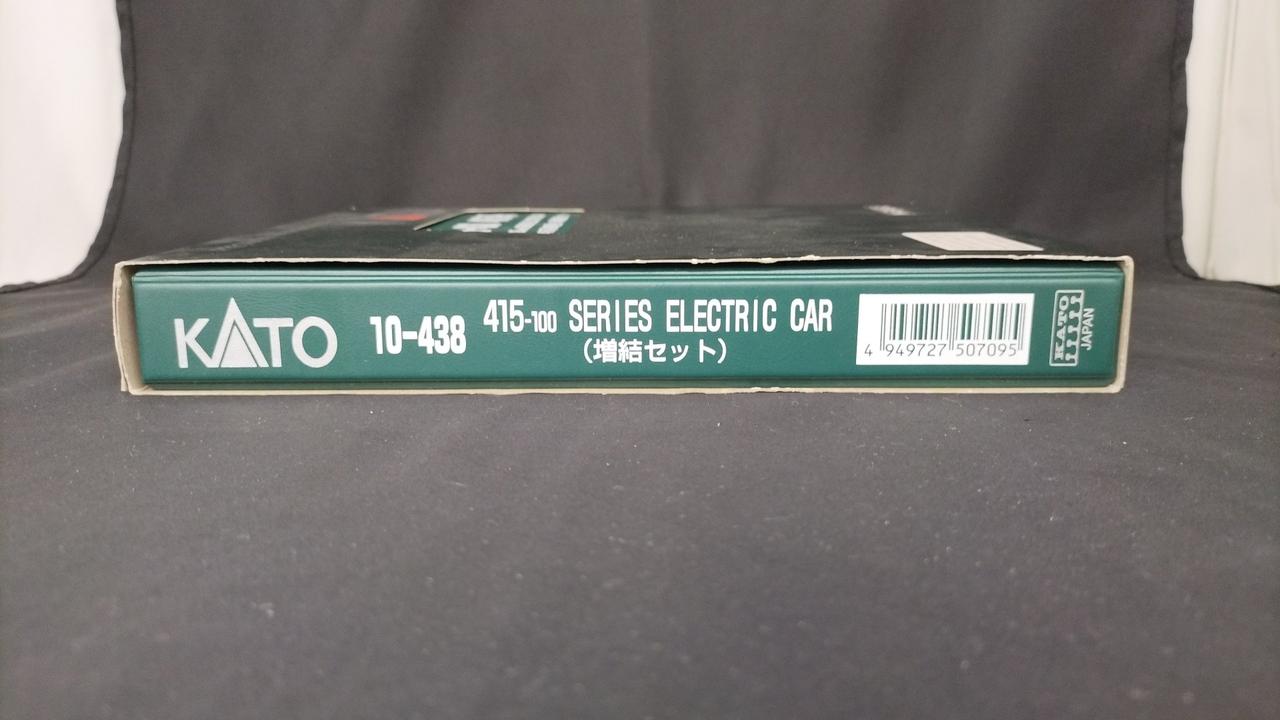 KATO
10-438
415-100 SERIES ELECTRIC CAR
(増結セット)
4 949727 507095
KATO
JAPAN